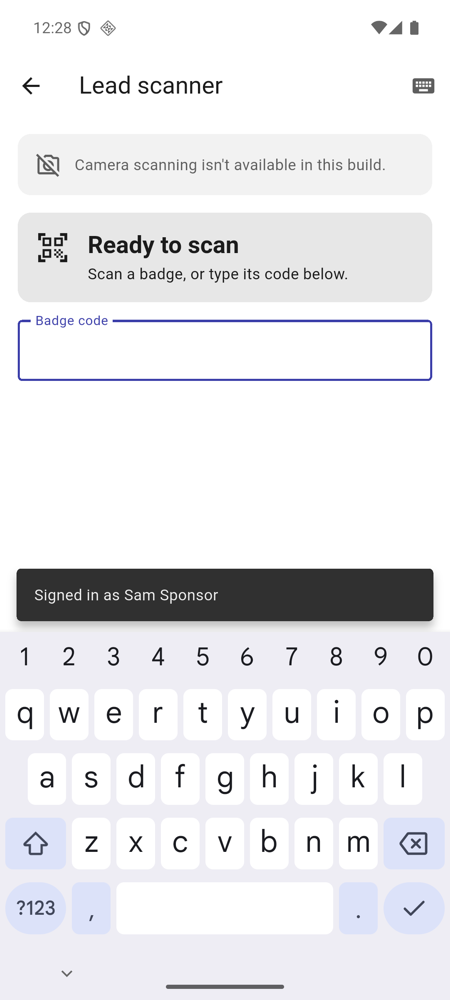 12:28
Lead scanner
Camera scanning isn't available in this build.
Ready to scan
Scan a badge, or type its code below.
Badge code
Signed in as Sam Sponsor
1 2 3 4 5 6 7 8 9 0
q w e r t y u i o p
a s d f g h j k l
z x c v b n m
?123 , .